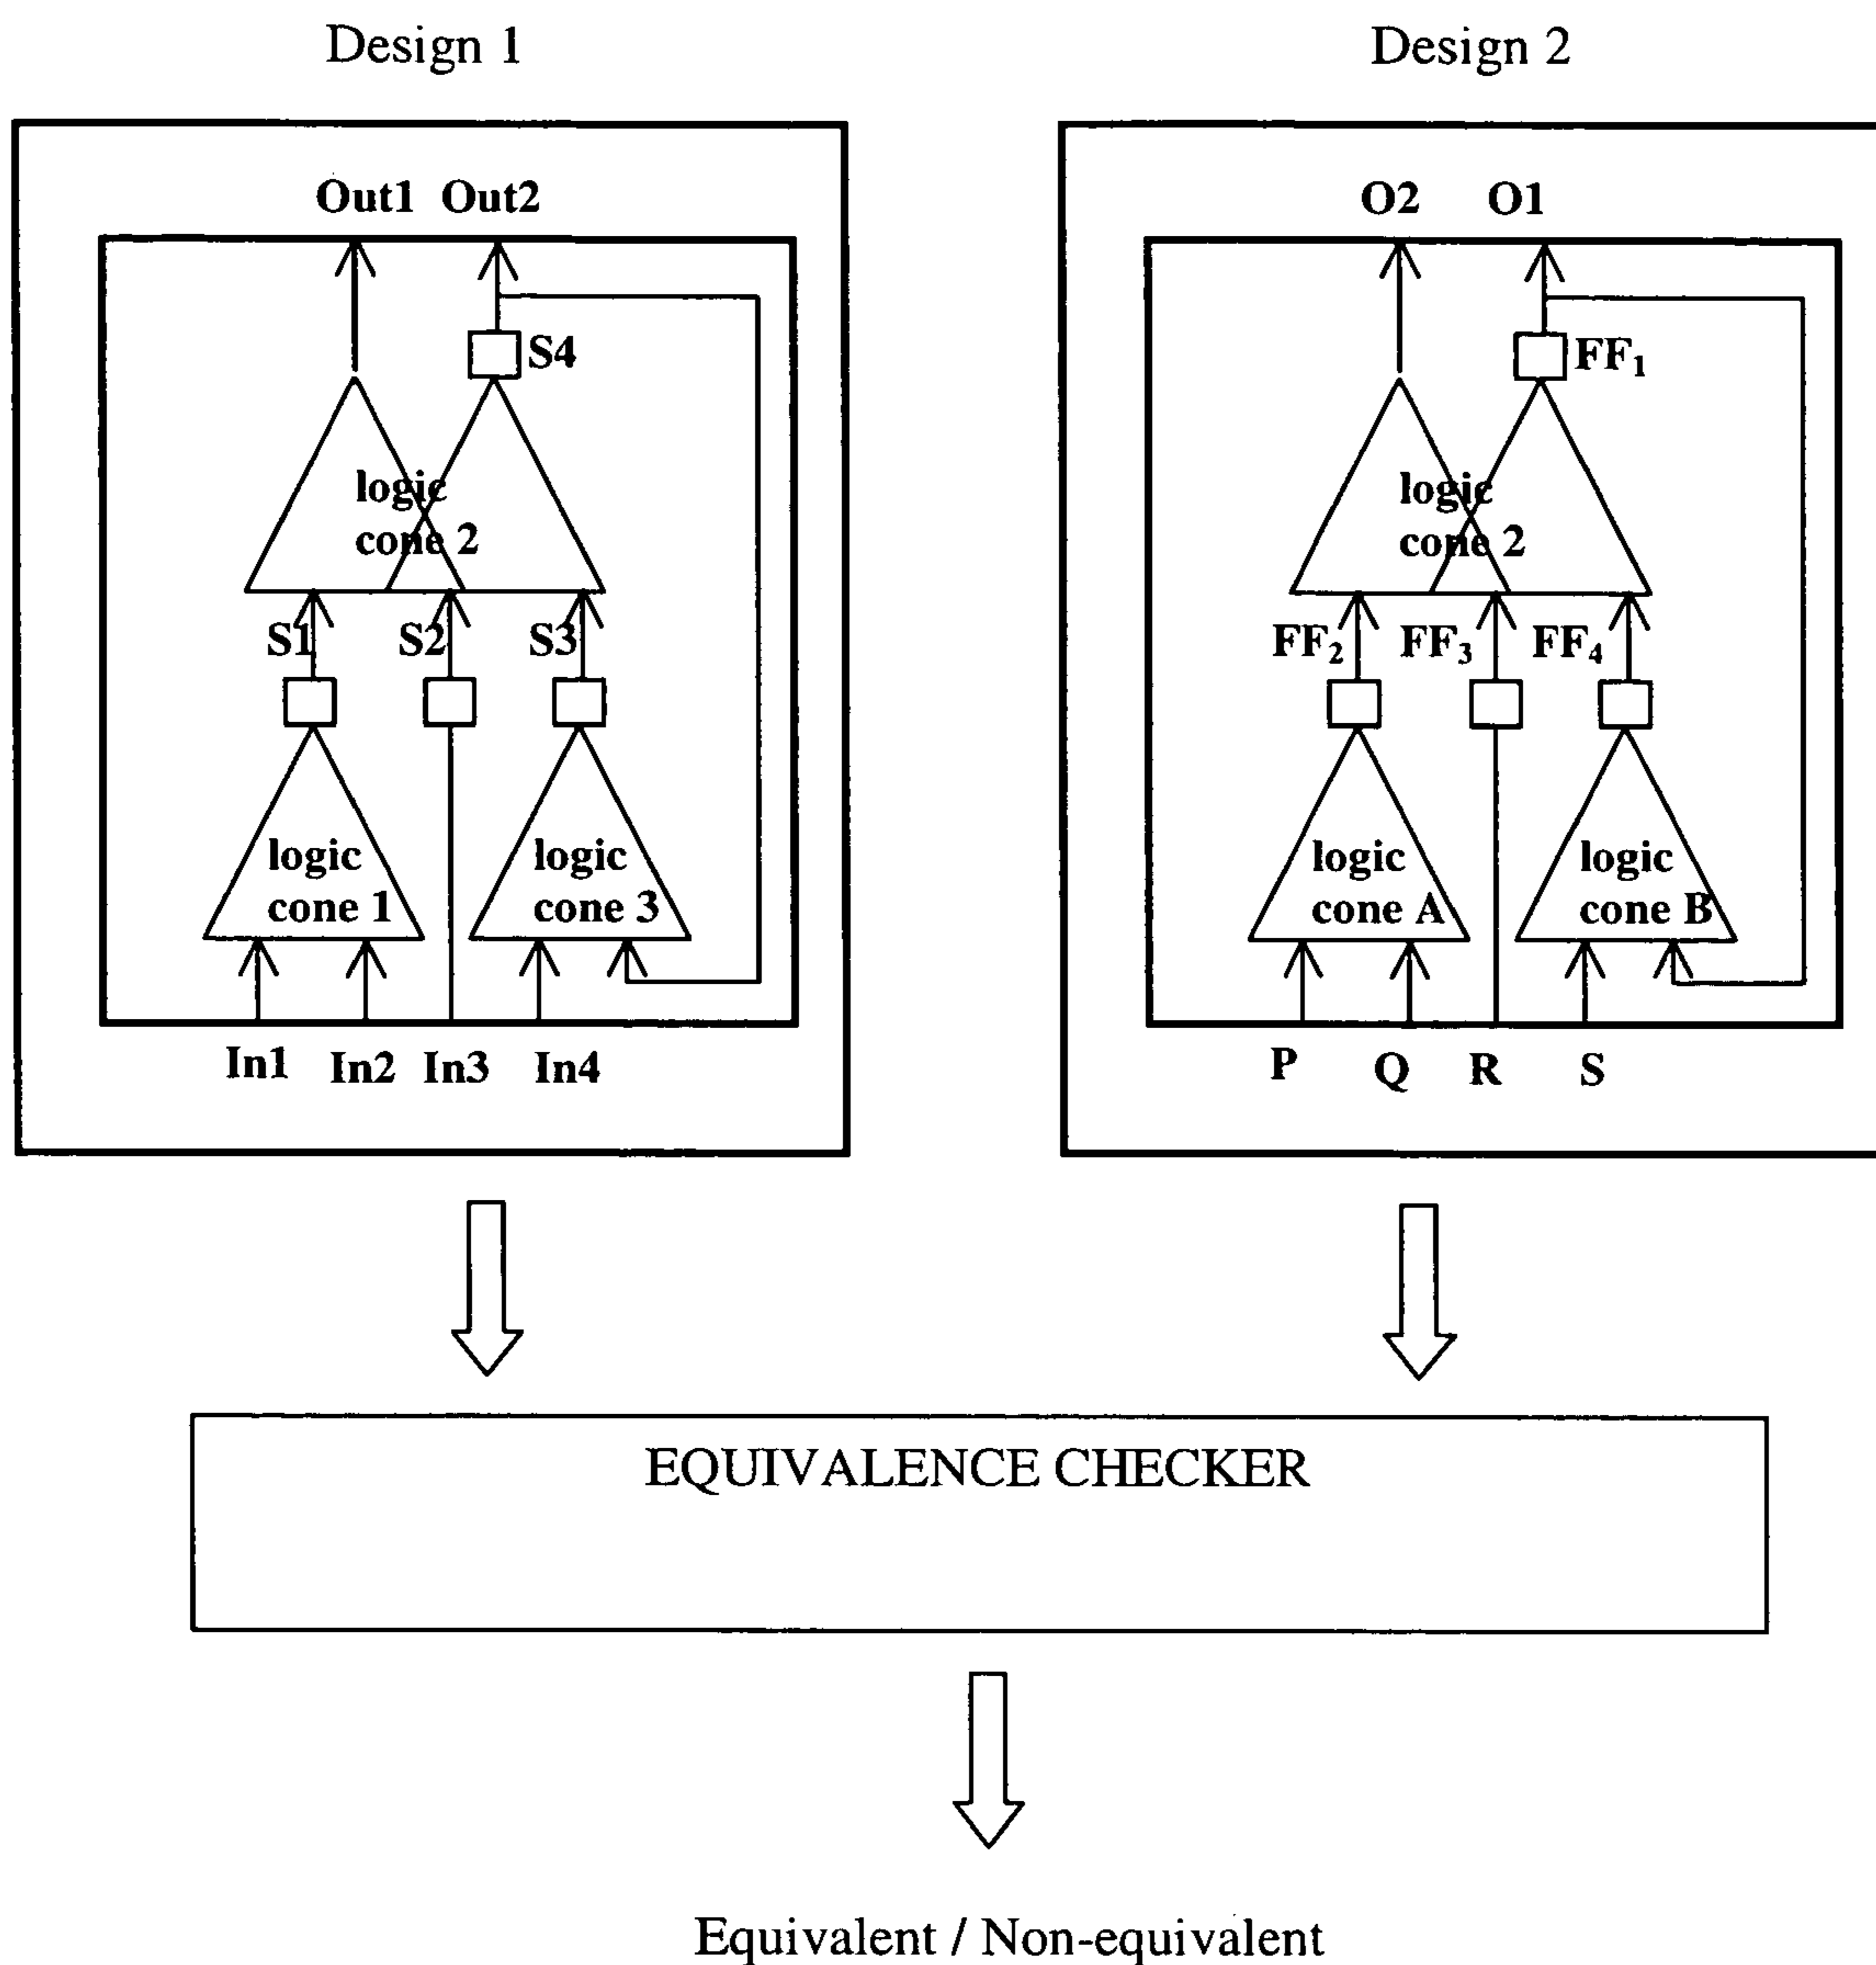 Design 1
Design 2
Out1 Out2
O2 O1
S4
FF₁
logic
cone 2
logic
cone 2
S1 S2 S3
FF₂ FF₃ FF₄
logic
cone 1
logic
cone 3
logic
cone A
logic
cone B
In1 In2 In3 In4
P Q R S
EQUIVALENCE CHECKER
Equivalent / Non-equivalent